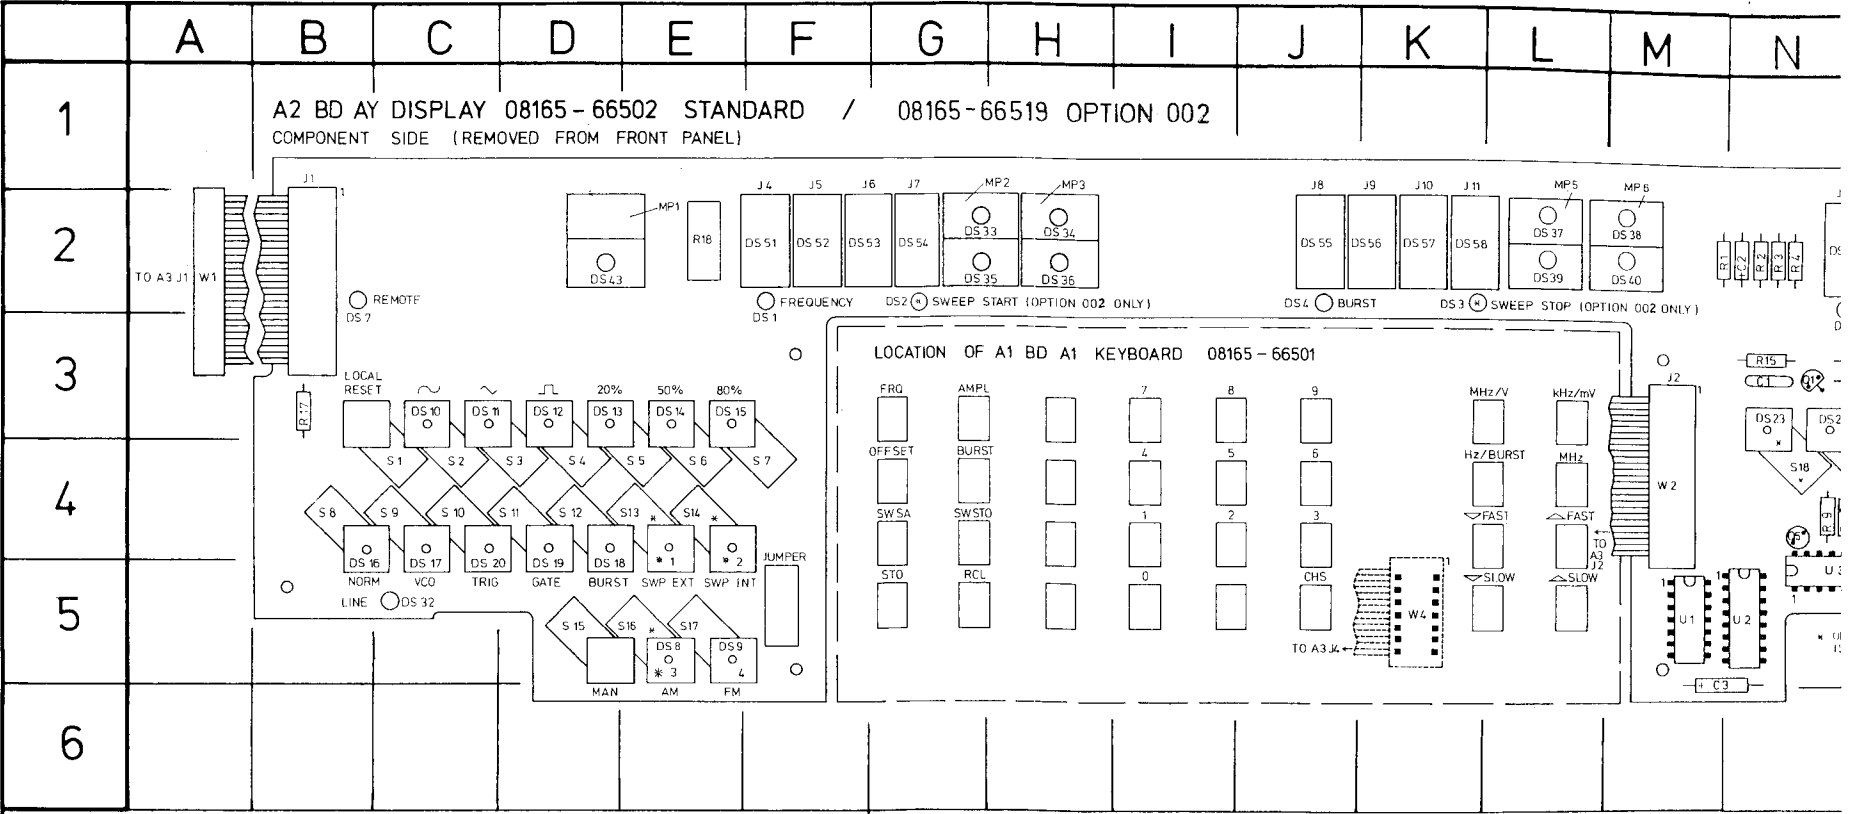 A B C D E F G H I J K L M N
1
A2 BD AY DISPLAY 08165-66502 STANDARD / 08165-66519 OPTION 002
COMPONENT SIDE (REMOVED FROM FRONT PANEL)
J1 1 J4 J5 J6 J7 MP2 MP3 J8 J9 J10 J11 MP5 MP6
2
MP1 R18 DS51 DS52 DS53 DS54 DS33 DS34 DS55 DS56 DS57 DS58 DS37 DS38
TO A3 J1 W1 DS43 DS35 DS36 DS39 DS40 R1 +C2 R2 R3 R4
REMOTE
DS7
FREQUENCY
DS1
DS2 * SWEEP START (OPTION 002 ONLY)
DS4 BURST
DS3 * SWEEP STOP (OPTION 002 ONLY)
3
LOCATION OF A1 BD A1 KEYBOARD 08165-66501
R15
C1 Q1
J2 1
LOCAL
RESET 20% 50% 80%
R17 DS10 DS11 DS12 DS13 DS14 DS15
FRQ AMPL 7 8 9 MHz/V kHz/mV
DS23 *
S1 S2 S3 S4 S5 S6 S7
OFFSET BURST 4 5 6 Hz/BURST MHz
S18 *
4
W2
S8 S9 S10 S11 S12 S13 * S14 *
SWSA SWSTO 1 2 3 FAST FAST
R9
Q5
TO
A3
J2
DS16 DS17 DS20 DS19 DS18 * 1 * 2
JUMPER
NORM VCO TRIG GATE BURST SWP EXT SWP INT
STO RCL 0 CHS SLOW SLOW
U3
1
5
LINE DS32
S15 S16 * S17
W4 1
1 U1 1 U2
TO A3 J4
DS8 * 3 DS9 4
MAN AM FM
+ C3
6